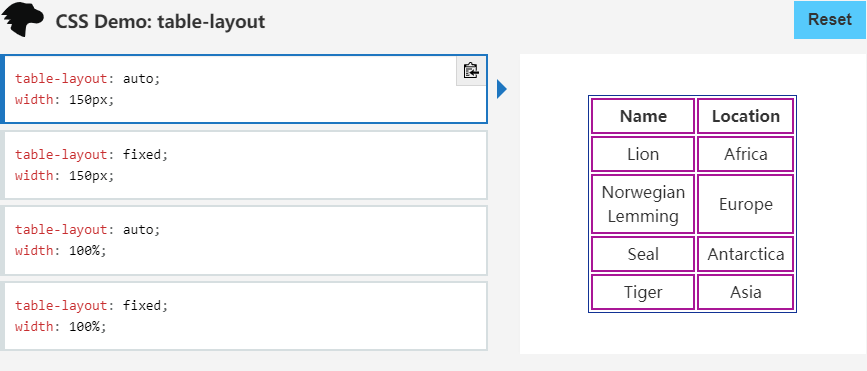 CSS Demo: table-layout
Reset
table-layout: auto;
width: 150px;
table-layout: fixed;
width: 150px;
table-layout: auto;
width: 100%;
table-layout: fixed;
width: 100%;
Name Location
Lion Africa
Norwegian
Lemming Europe
Seal Antarctica
Tiger Asia